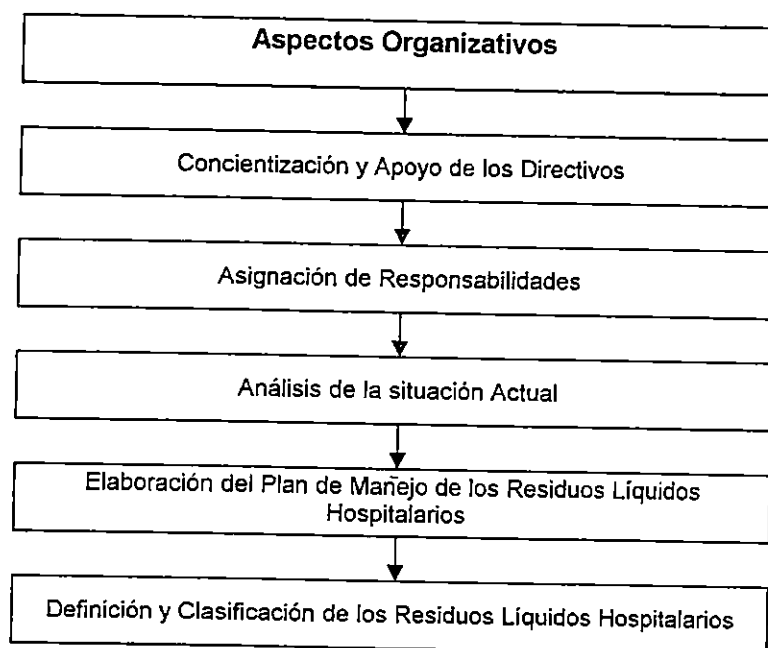 Aspectos Organizativos
Concientización y Apoyo de los Directivos
Asignación de Responsabilidades
Análisis de la situación Actual
Elaboración del Plan de Manejo de los Residuos Líquidos
Hospitalarios
Definición y Clasificación de los Residuos Líquidos Hospitalarios